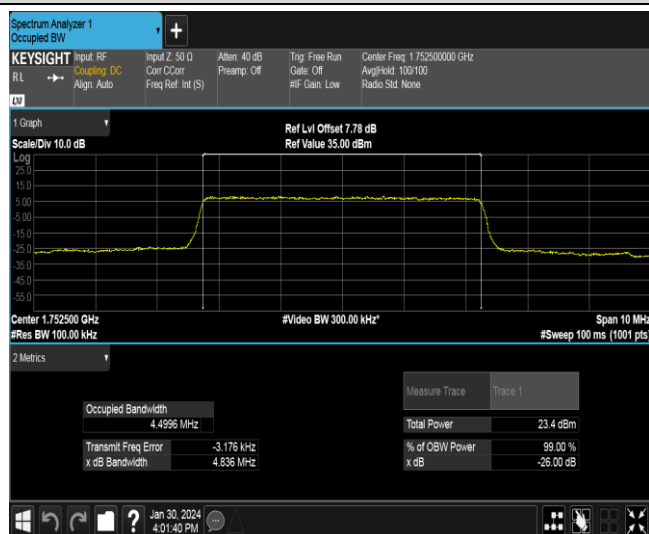 Spectrum Analyzer 1
Occupied BW
+
KEYSIGHT Input: RF Input Z: 50 Ω Atten: 40 dB Trig: Free Run Center Freq: 1.752500000 GHz
RL Coupling: DC Corr CCorr Preamp: Off Gate: Off Avg|Hold: 100/100
Align: Auto Freq Ref: Int (S) #IF Gain: Low Radio Std: None
LXI
1 Graph
Ref Lvl Offset 7.78 dB
Scale/Div 10.0 dB Ref Value 35.00 dBm
Log
25.0
15.0
5.00
-5.00
-15.0
-25.0
-35.0
-45.0
-55.0
Center 1.752500 GHz #Video BW 300.00 kHz* Span 10 MHz
#Res BW 100.00 kHz #Sweep 100 ms (1001 pts)
2 Metrics
Measure Trace Trace 1
Occupied Bandwidth
4.4996 MHz Total Power 23.4 dBm
Transmit Freq Error -3.176 kHz % of OBW Power 99.00 %
x dB Bandwidth 4.836 MHz x dB -26.00 dB
? Jan 30, 2024
4:01:40 PM